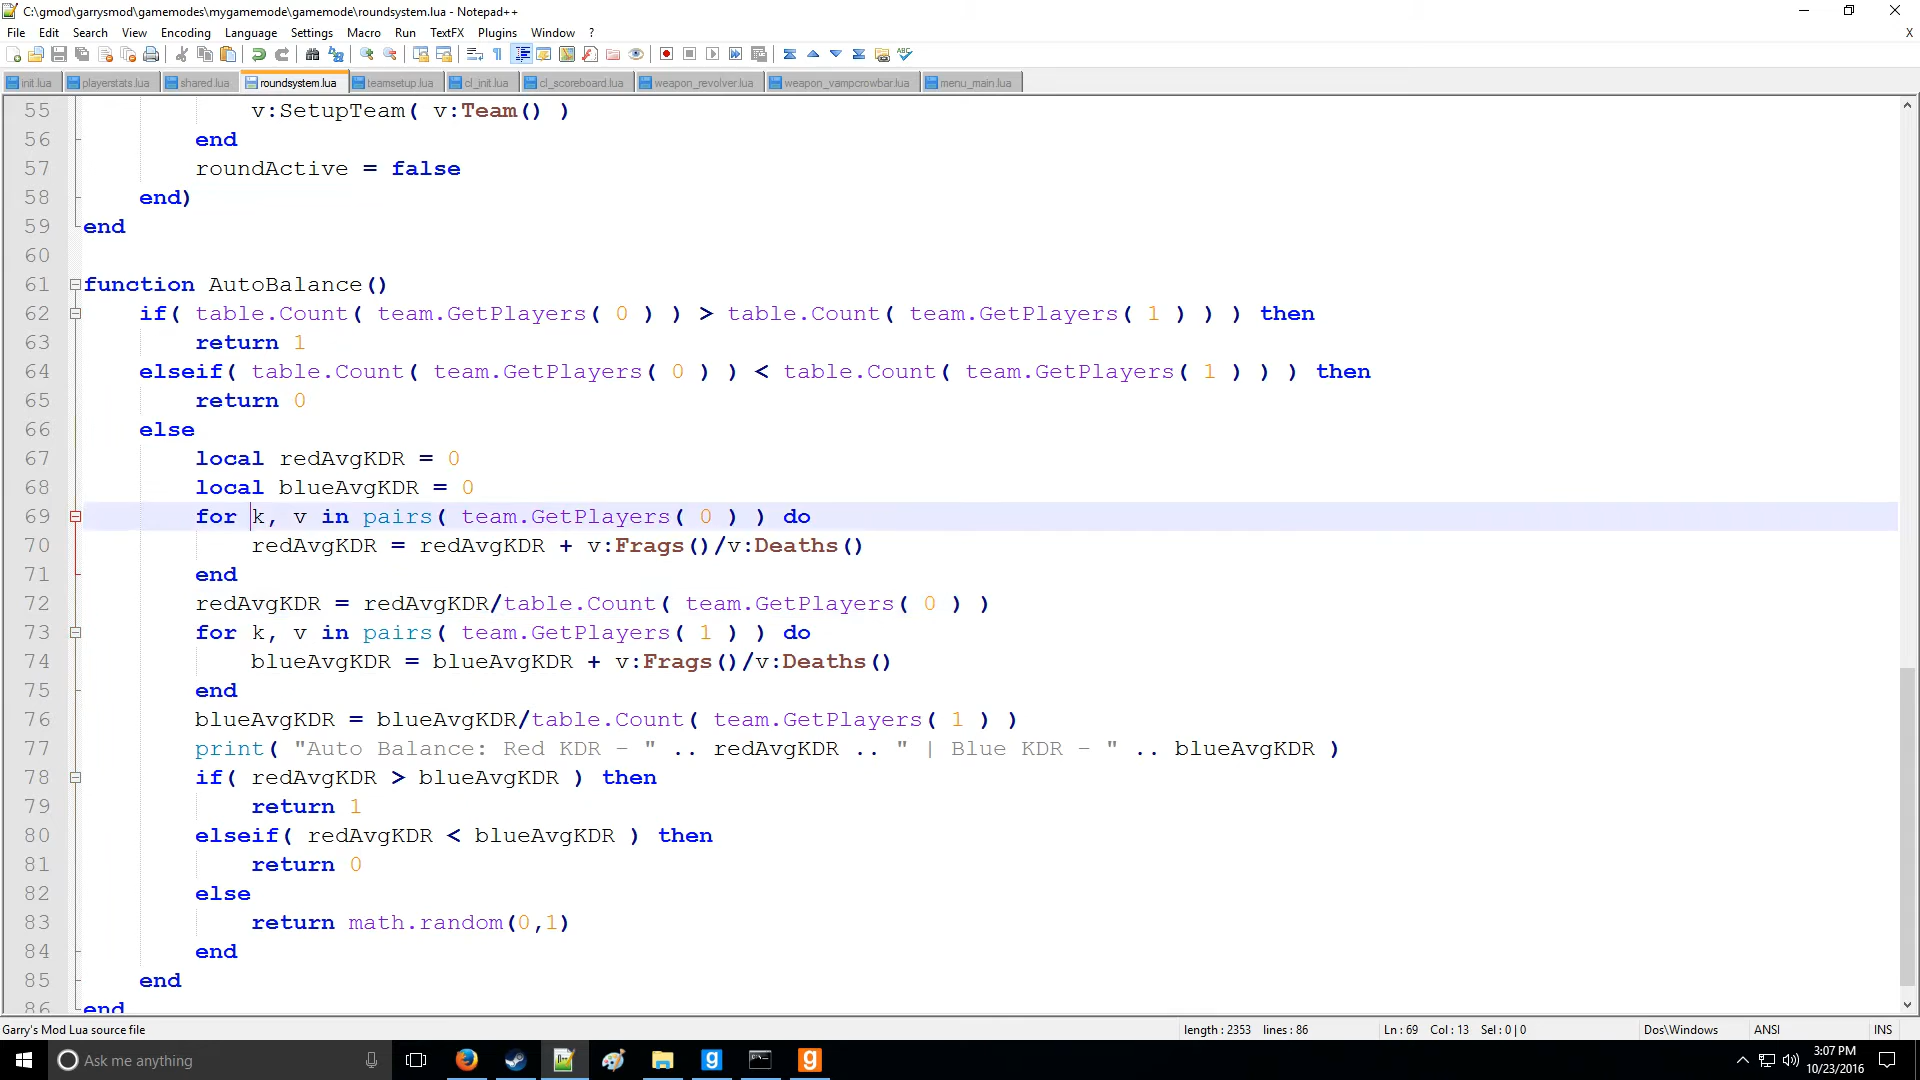 C:\gmod\garrysmod\gamemodes\mygamemode\gamemode\roundsystem.lua - Notepad++
File Edit Search View Encoding Language Settings Macro Run TextFX Plugins Window ? X
init.lua playerstats.lua shared.lua roundsystem.lua teamsetup.lua cl_init.lua cl_scoreboard.lua weapon_revolver.lua weapon_vampcrowbar.lua menu_main.lua
55 v:SetupTeam( v:Team() )
56 end
57 roundActive = false
58 end)
59 end
60
61 function AutoBalance()
62 if( table.Count( team.GetPlayers( 0 ) ) > table.Count( team.GetPlayers( 1 ) ) ) then
63 return 1
64 elseif( table.Count( team.GetPlayers( 0 ) ) < table.Count( team.GetPlayers( 1 ) ) ) then
65 return 0
66 else
67 local redAvgKDR = 0
68 local blueAvgKDR = 0
69 for k, v in pairs( team.GetPlayers( 0 ) ) do
70 redAvgKDR = redAvgKDR + v:Frags()/v:Deaths()
71 end
72 redAvgKDR = redAvgKDR/table.Count( team.GetPlayers( 0 ) )
73 for k, v in pairs( team.GetPlayers( 1 ) ) do
74 blueAvgKDR = blueAvgKDR + v:Frags()/v:Deaths()
75 end
76 blueAvgKDR = blueAvgKDR/table.Count( team.GetPlayers( 1 ) )
77 print( "Auto Balance: Red KDR - " .. redAvgKDR .. " | Blue KDR - " .. blueAvgKDR )
78 if( redAvgKDR > blueAvgKDR ) then
79 return 1
80 elseif( redAvgKDR < blueAvgKDR ) then
81 return 0
82 else
83 return math.random(0,1)
84 end
85 end
86 end
Garry's Mod Lua source file length : 2353 lines : 86 Ln : 69 Col : 13 Sel : 0 | 0 Dos\Windows ANSI INS
Ask me anything
3:07 PM
10/23/2016